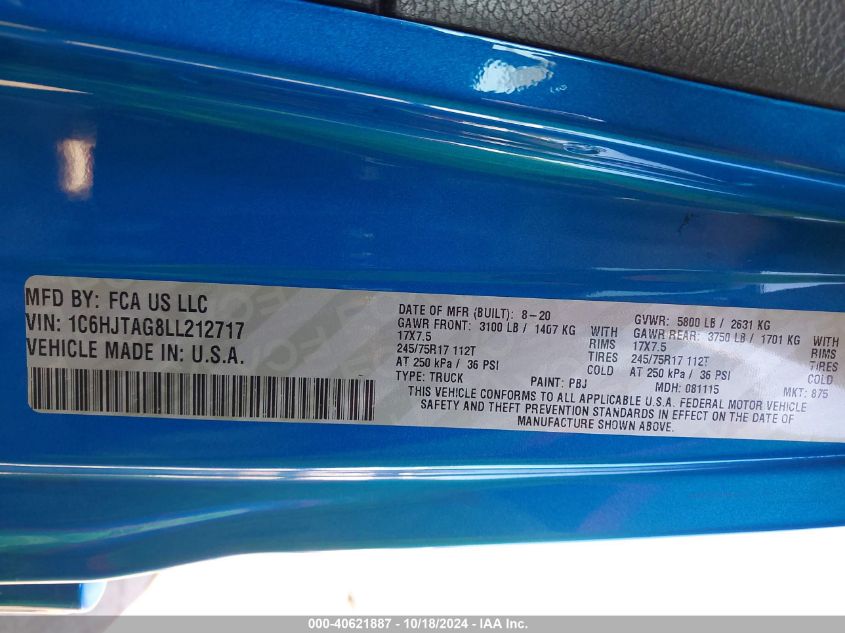 MFD BY: FCA US LLC
VIN: 1C6HJTAG8LL212717
VEHICLE MADE IN: U.S.A.
DATE OF MFR (BUILT): 8-20
GVWR: 5800 LB / 2631 KG
GAWR FRONT: 3100 LB / 1407 KG WITH
GAWR REAR: 3750 LB / 1701 KG WITH
17X7.5 RIMS 17X7.5 RIMS
245/75R17 112T TIRES 245/75R17 112T TIRES
AT 250 kPa / 36 PSI COLD AT 250 kPa / 36 PSI COLD
TYPE: TRUCK PAINT: PBJ MDH: 081115 MKT: 875
THIS VEHICLE CONFORMS TO ALL APPLICABLE U.S.A. FEDERAL MOTOR VEHICLE
SAFETY AND THEFT PREVENTION STANDARDS IN EFFECT ON THE DATE OF
MANUFACTURE SHOWN ABOVE.
000-40621887 - 10/18/2024 - IAA Inc.